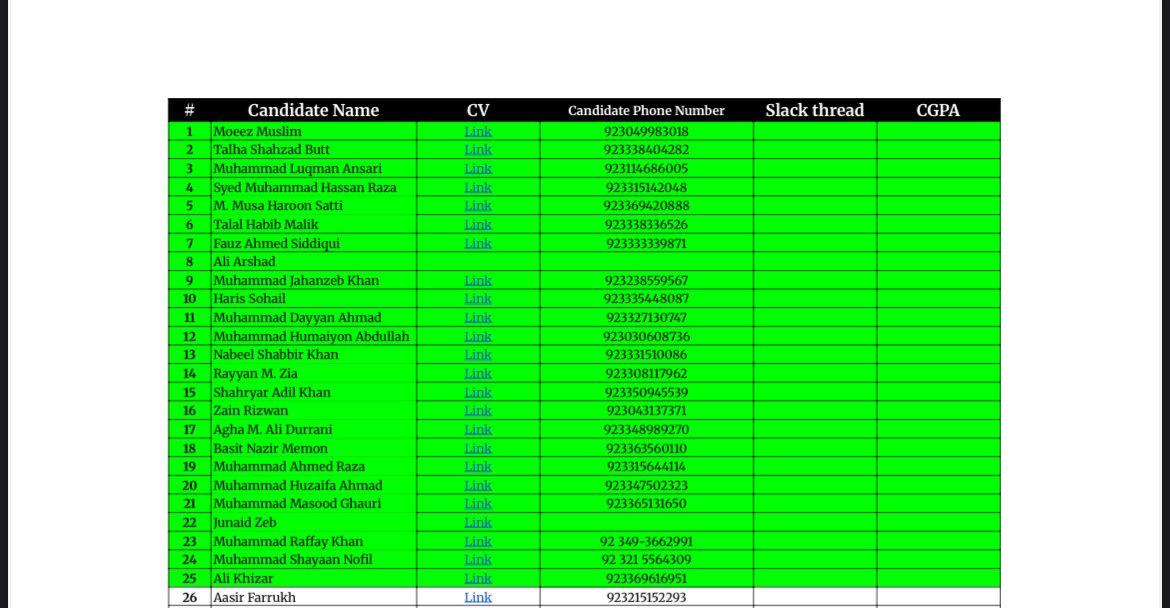 # Candidate Name CV Candidate Phone Number Slack thread CGPA
1 Moeez Muslim Link 923049983018
2 Talha Shahzad Butt Link 923338404282
3 Muhammad Luqman Ansari Link 923114686005
4 Syed Muhammad Hassan Raza Link 923315142048
5 M. Musa Haroon Satti Link 923369420888
6 Talal Habib Malik Link 923338336526
7 Fauz Ahmed Siddiqui Link 923333339871
8 Ali Arshad
9 Muhammad Jahanzeb Khan Link 923238559567
10 Haris Sohail Link 923335448087
11 Muhammad Dayyan Ahmad Link 923327130747
12 Muhammad Humaiyon Abdullah Link 923030608736
13 Nabeel Shabbir Khan Link 923331510086
14 Rayyan M. Zia Link 923308117962
15 Shahryar Adil Khan Link 923350945539
16 Zain Rizwan Link 923043137371
17 Agha M. Ali Durrani Link 923348989270
18 Basit Nazir Memon Link 923363560110
19 Muhammad Ahmed Raza Link 923315644114
20 Muhammad Huzaifa Ahmad Link 923347502323
21 Muhammad Masood Ghauri Link 923365131650
22 Junaid Zeb Link
23 Muhammad Raffay Khan Link 92 349-3662991
24 Muhammad Shayaan Nofil Link 92 321 5564309
25 Ali Khizar Link 923369616951
26 Aasir Farrukh Link 923215152293